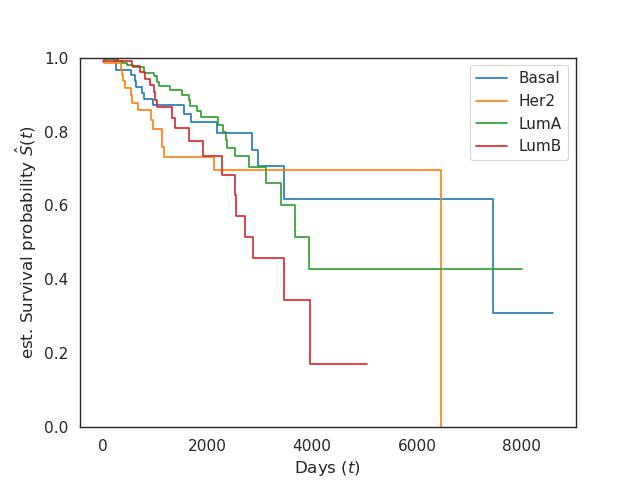 1.0
0.8
0.6
0.4
0.2
0.0
est. Survival probability Ŝ(t)
Basal
Her2
LumA
LumB
0 2000 4000 6000 8000
Days (t)